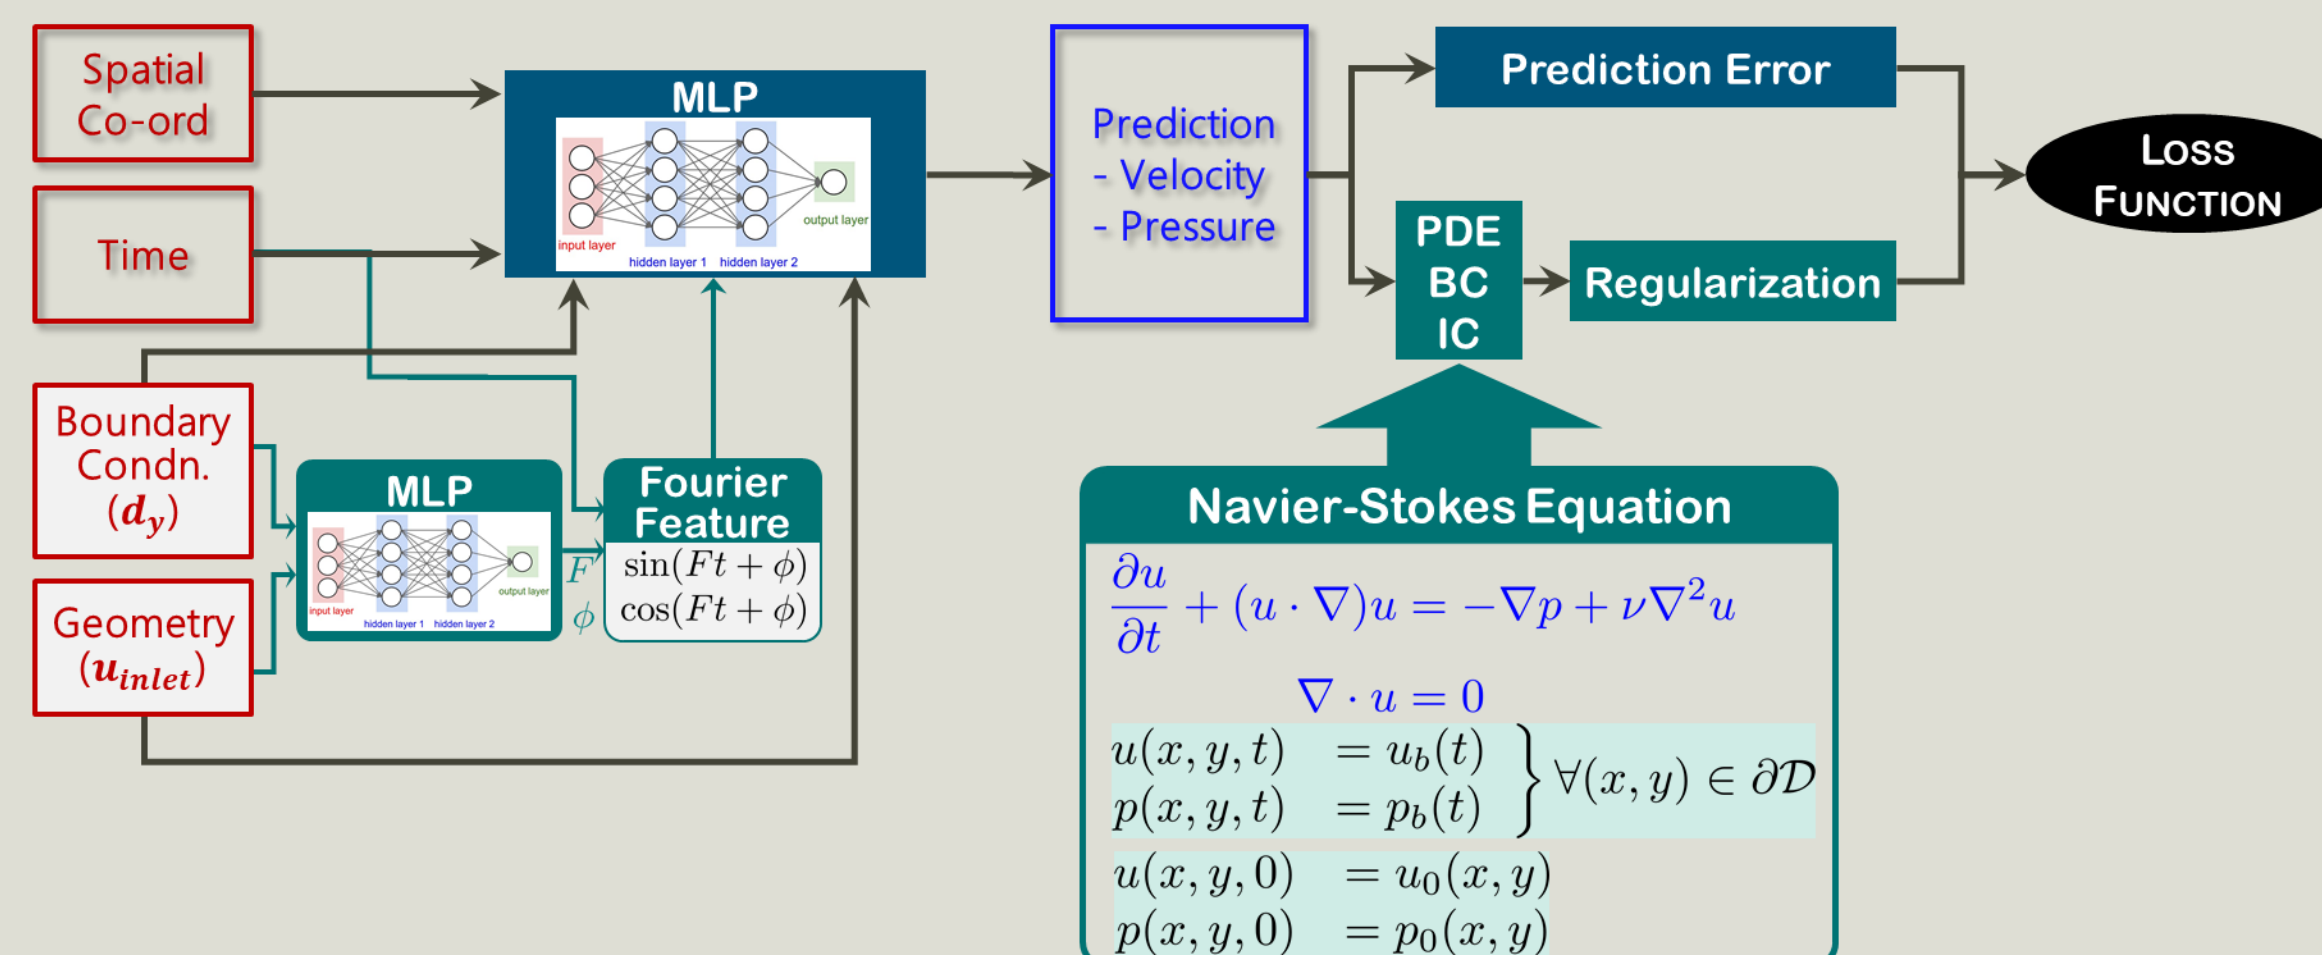 Spatial
Co-ord
Time
Boundary
Condn.
(d_y)
Geometry
(u_{inlet})
MLP
input layer
hidden layer 1
hidden layer 2
output layer
MLP
input layer
hidden layer 1
hidden layer 2
output layer
F
ϕ
Fourier
Feature
sin(Ft + ϕ)
cos(Ft + ϕ)
Prediction
- Velocity
- Pressure
Prediction Error
PDE
BC
IC
Regularization
LOSS
FUNCTION
Navier-Stokes Equation
∂u/∂t + (u · ∇)u = −∇p + ν∇²u
∇ · u = 0
u(x, y, t) = u_b(t)
p(x, y, t) = p_b(t)
} ∀(x, y) ∈ ∂𝒟
u(x, y, 0) = u_0(x, y)
p(x, y, 0) = p_0(x, y)